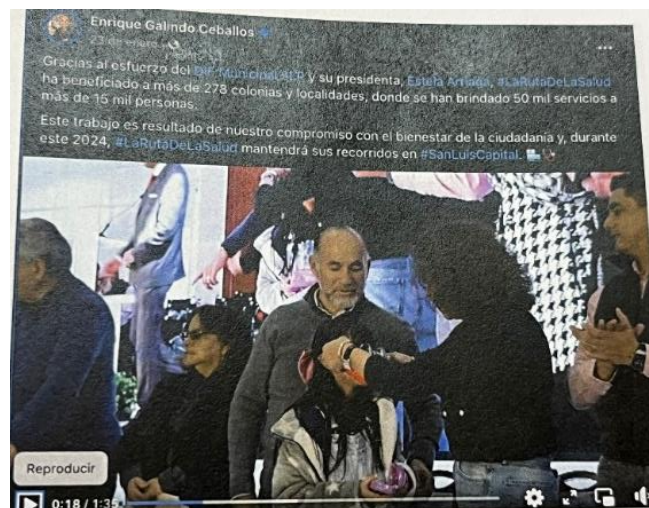 Enrique Galindo Ceballos
23 de enero
Gracias al esfuerzo del DIF Municipal SLP y su presidenta, Estela Arriaga, #LaRutaDeLaSalud
ha beneficiado a más de 278 colonias y localidades, donde se han brindado 50 mil servicios a
más de 15 mil personas.
Este trabajo es resultado de nuestro compromiso con el bienestar de la ciudadanía y, durante
este 2024, #LaRutaDeLaSalud mantendrá sus recorridos en #SanLuisCapital.
Reproducir
0:18 / 1:35